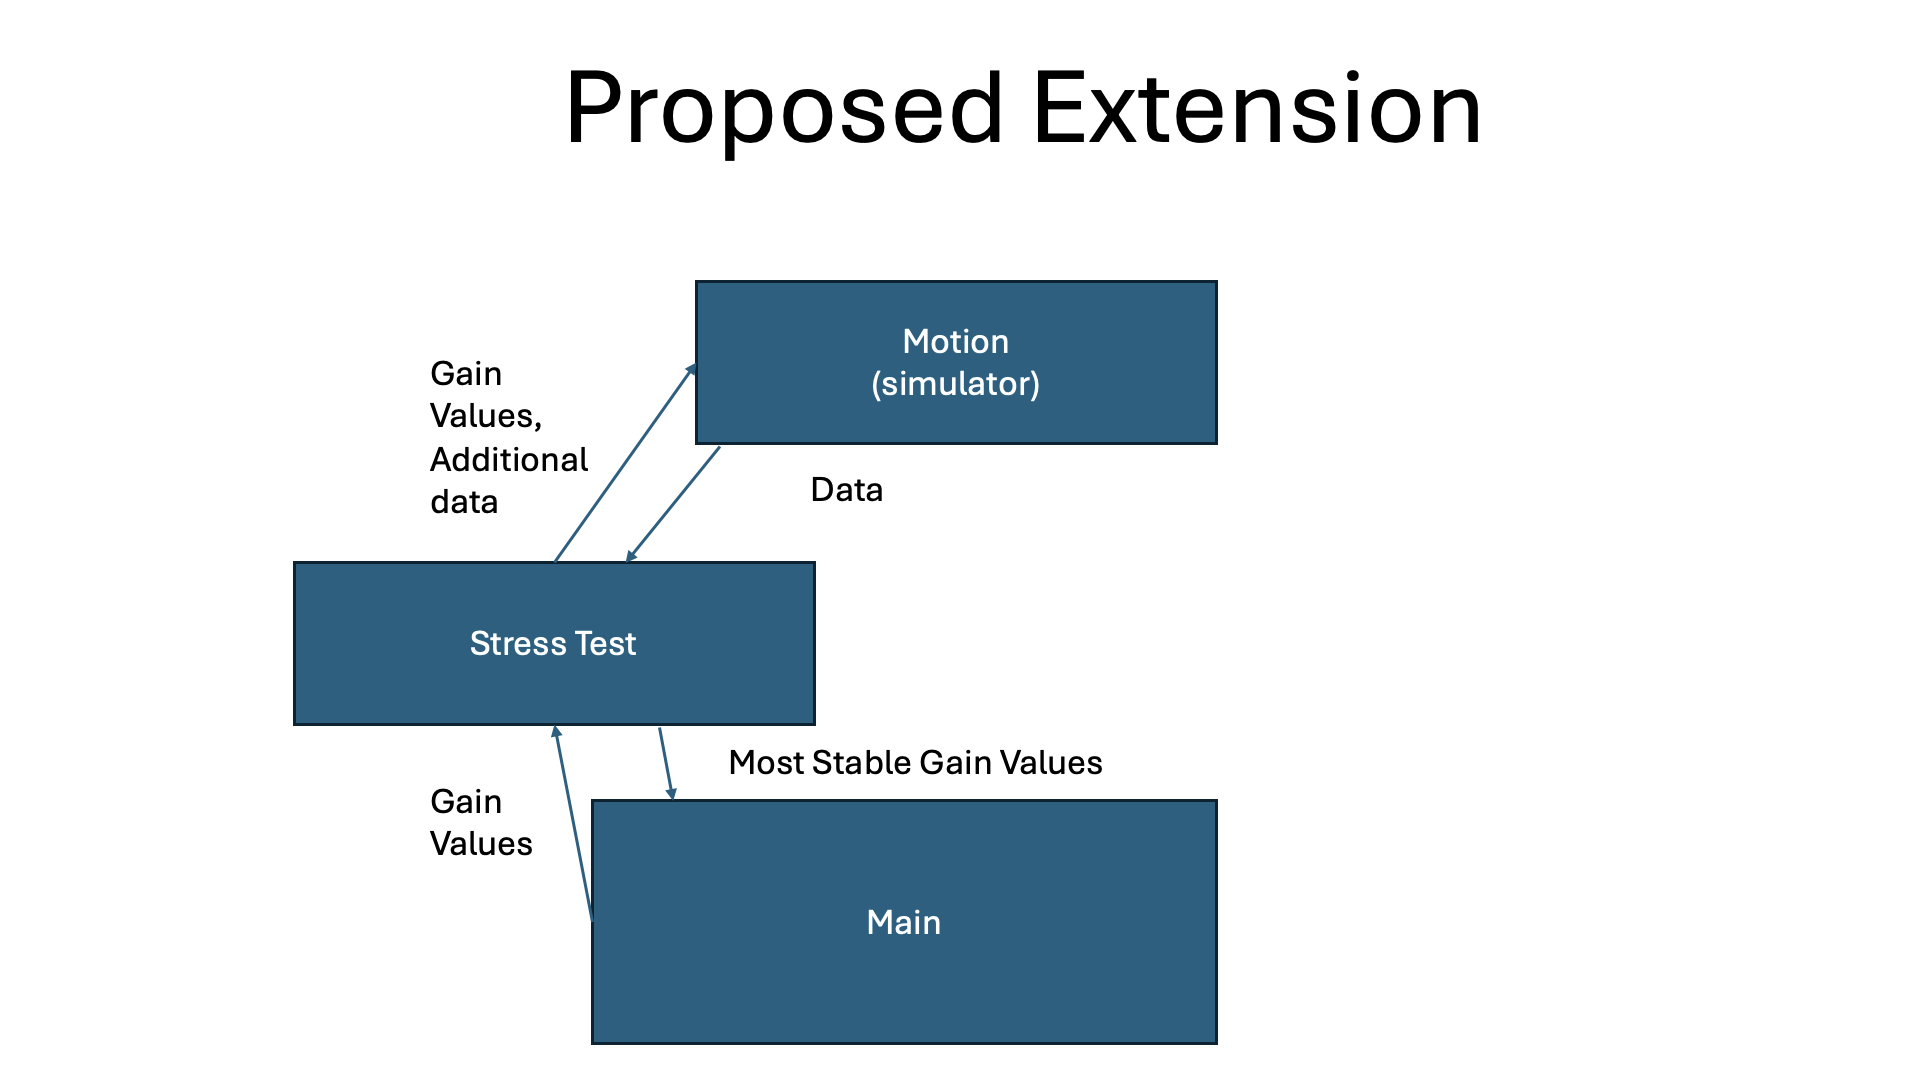 Proposed Extension
Motion
(simulator)
Gain
Values,
Additional
data
Data
Stress Test
Most Stable Gain Values
Gain
Values
Main